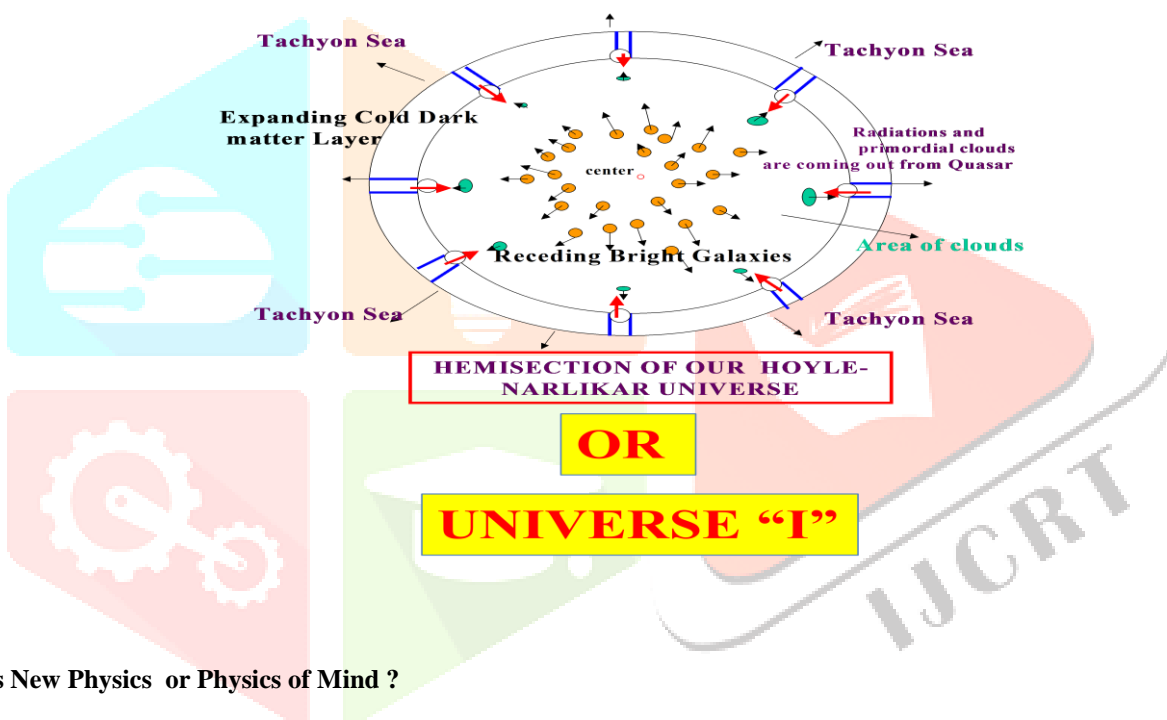 Tachyon Sea
Tachyon Sea
Expanding Cold Dark
matter Layer
Radiations and
primordial clouds
are coming out from Quasar
center
Area of clouds
Receding Bright Galaxies
Tachyon Sea
Tachyon Sea
HEMISECTION OF OUR HOYLE-
NARLIKAR UNIVERSE
OR
UNIVERSE “I”
IJCRT
s New Physics or Physics of Mind ?